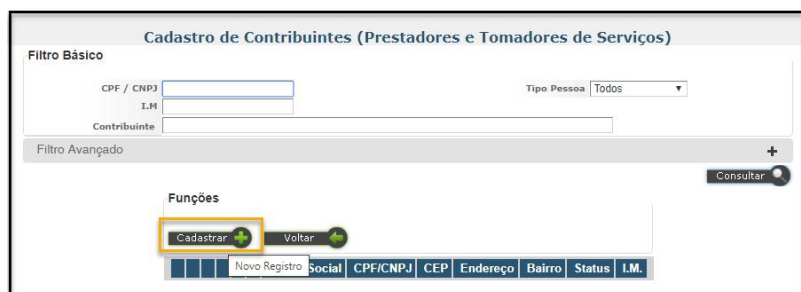 Cadastro de Contribuintes (Prestadores e Tomadores de Serviços)
Filtro Básico
CPF / CNPJ
Tipo Pessoa Todos
I.M
Contribuinte
Filtro Avançado +
Consultar
Funções
Cadastrar Voltar
Novo Registro
Social CPF/CNPJ CEP Endereço Bairro Status I.M.